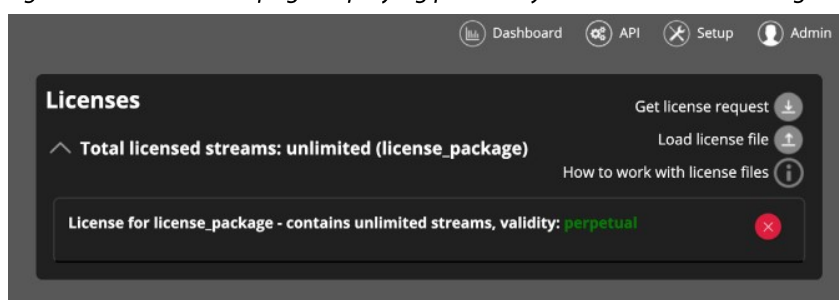 Dashboard API Setup Admin
Licenses
Get license request
Total licensed streams: unlimited (license_package)
Load license file
How to work with license files
License for license_package - contains unlimited streams, validity: perpetual